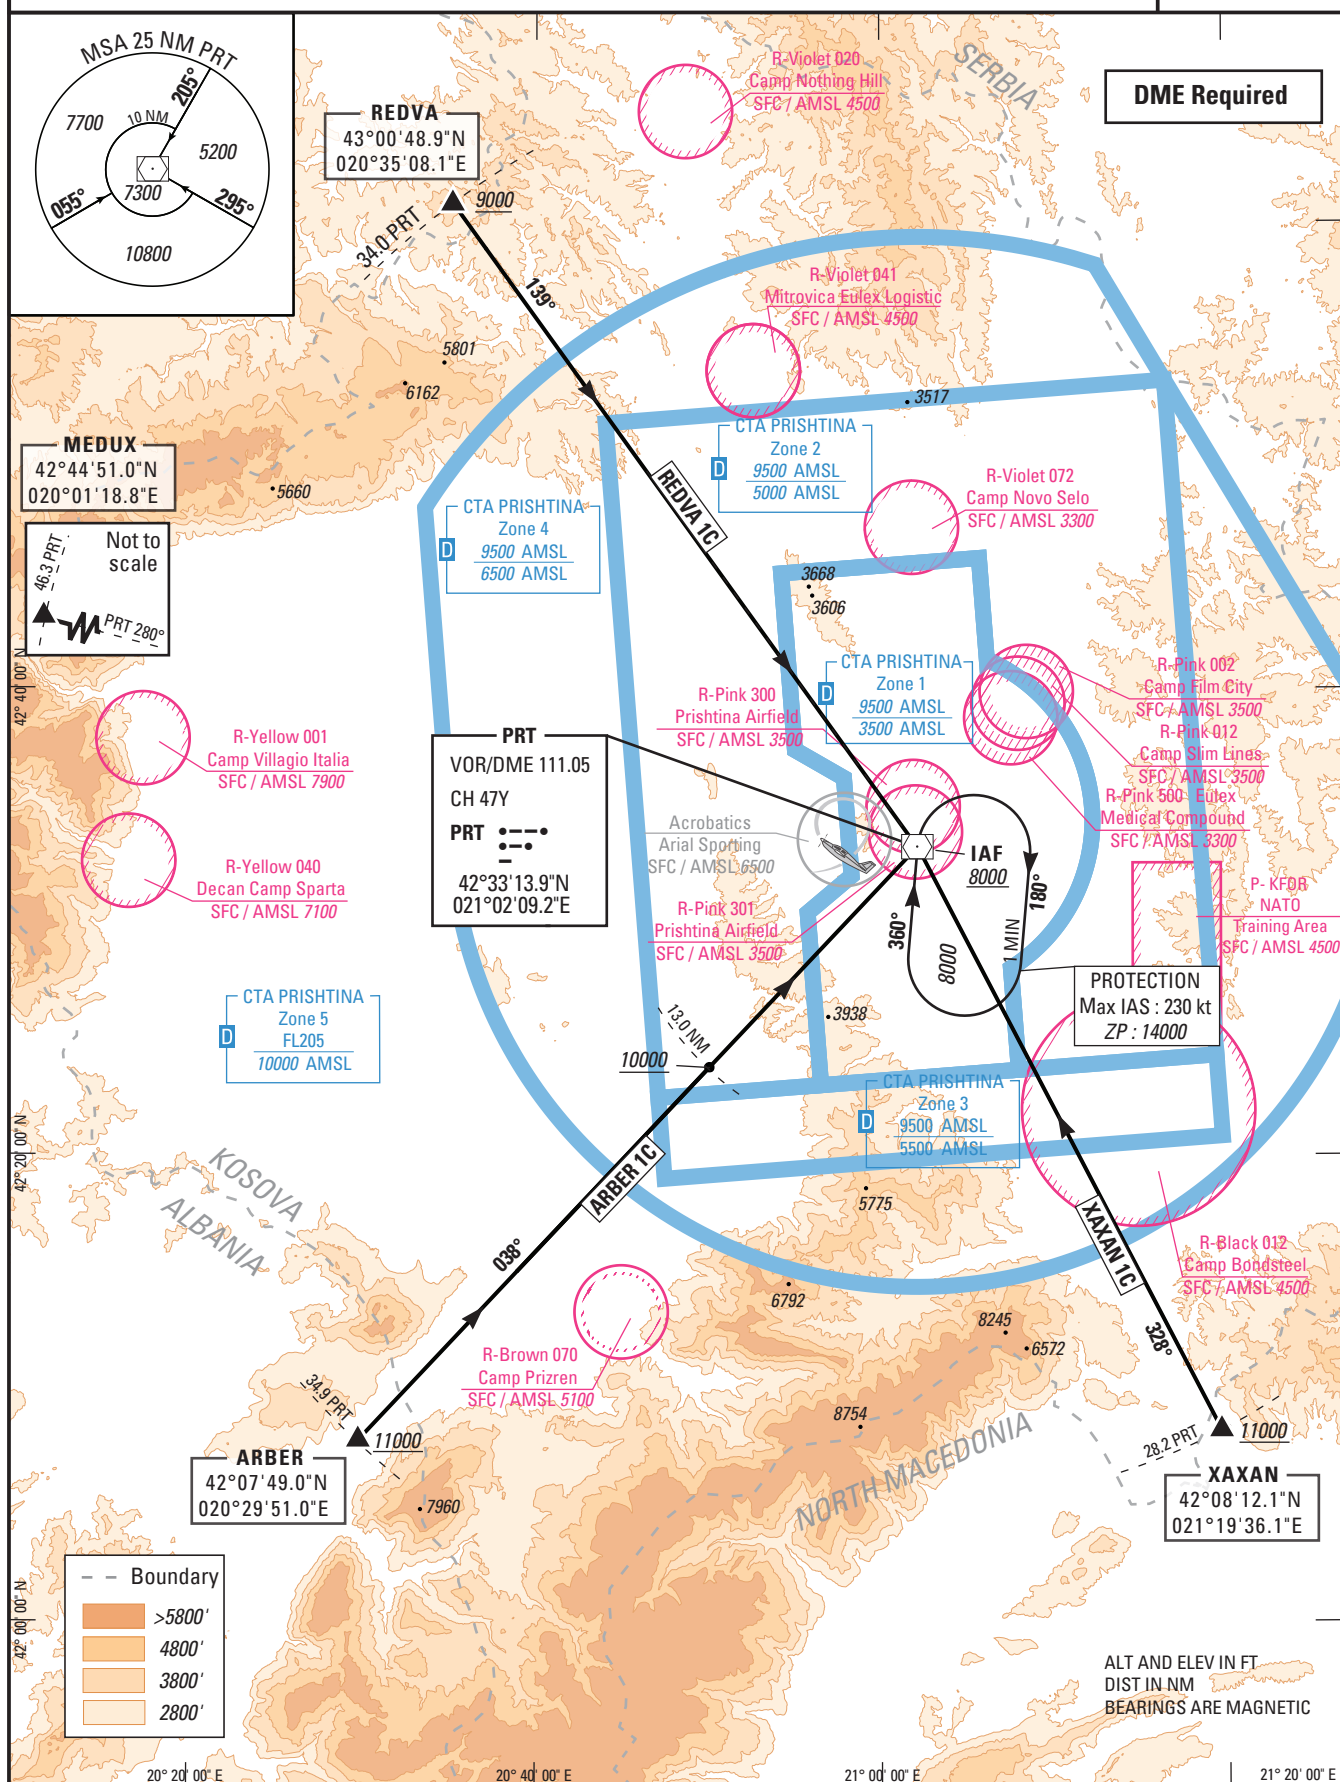 MSA 25 NM PRT
205°
10 NM
7700
5200
7300
055°
295°
10800
REDVA
43°00'48.9"N
020°35'08.1"E
9000
34.0 PRT
139°
R-Violet 020
Camp Nothing Hill
SFC / AMSL 4500
SERBIA
DME Required
R-Violet 041
Mitrovica Eulex Logistic
SFC / AMSL 4500
5801
6162
3517
MEDUX
42°44'51.0"N
020°01'18.8"E
5660
CTA PRISHTINA
Zone 2
D
9500 AMSL
5000 AMSL
REDVA 1C
R-Violet 072
Camp Novo Selo
SFC / AMSL 3300
CTA PRISHTINA
Zone 4
D
9500 AMSL
6500 AMSL
Not to
scale
46.3 PRT
PRT 280°
3668
3606
42° 40' 00" N
CTA PRISHTINA
Zone 1
D
9500 AMSL
3500 AMSL
R-Pink 002
Camp Film City
SFC / AMSL 3500
R-Pink 012
Camp Slim Lines
SFC / AMSL 3500
R-Pink 500 Eulex
Medical Compound
SFC / AMSL 3300
R-Pink 300
Prishtina Airfield
SFC / AMSL 3500
R-Yellow 001
Camp Villagio Italia
SFC / AMSL 7900
PRT
VOR/DME 111.05
CH 47Y
PRT
42°33'13.9"N
021°02'09.2"E
Acrobatics
Arial Sporting
SFC / AMSL 6500
IAF
8000
R-Yellow 040
Decan Camp Sparta
SFC / AMSL 7100
R-Pink 301
Prishtina Airfield
SFC / AMSL 3500
360°
8000
1 MIN
180°
P- KFOR
NATO
Training Area
SFC / AMSL 4500
PROTECTION
Max IAS : 230 kt
ZP : 14000
CTA PRISHTINA
Zone 5
D
FL205
10000 AMSL
13.0 NM
3938
10000
CTA PRISHTINA
Zone 3
D
9500 AMSL
5500 AMSL
42° 20' 00" N
KOSOVA
ALBANIA
ARBER 1C
038°
5775
XAXAN 1C
R-Black 012
Camp Bondsteel
SFC / AMSL 4500
6792
8245
6572
328°
R-Brown 070
Camp Prizren
SFC / AMSL 5100
34.9 PRT
11000
ARBER
42°07'49.0"N
020°29'51.0"E
7960
8754
NORTH MACEDONIA
28.2 PRT
11000
XAXAN
42°08'12.1"N
021°19'36.1"E
42° 00' 00" N
Boundary
>5800'
4800'
3800'
2800'
ALT AND ELEV IN FT
DIST IN NM
BEARINGS ARE MAGNETIC
20° 20' 00" E
20° 40' 00" E
21° 00' 00" E
21° 20' 00" E